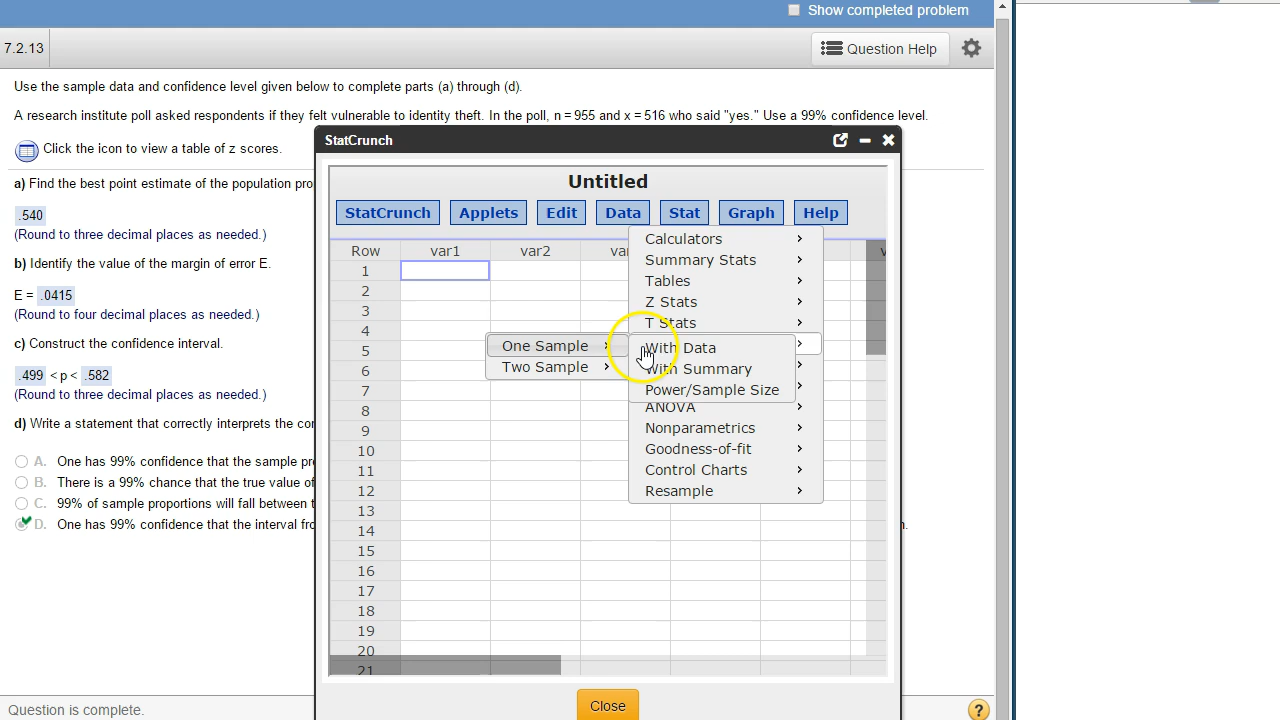 Show completed problem
7.2.13
Question Help
Use the sample data and confidence level given below to complete parts (a) through (d).
A research institute poll asked respondents if they felt vulnerable to identity theft. In the poll, n = 955 and x = 516 who said "yes." Use a 99% confidence level.
Click the icon to view a table of z scores.
a) Find the best point estimate of the population pro
.540
(Round to three decimal places as needed.)
b) Identify the value of the margin of error E.
E = .0415
(Round to four decimal places as needed.)
c) Construct the confidence interval.
.499 < p < .582
(Round to three decimal places as needed.)
d) Write a statement that correctly interprets the con
A. One has 99% confidence that the sample pr
B. There is a 99% chance that the true value of
C. 99% of sample proportions will fall between t
D. One has 99% confidence that the interval fro
n.
Question is complete.
StatCrunch
Untitled
StatCrunch Applets Edit Data Stat Graph Help
Row var1 var2 va
1
2
3
4
5
6
7
8
9
10
11
12
13
14
15
16
17
18
19
20
21
Calculators
Summary Stats
Tables
Z Stats
T Stats
ANOVA
Nonparametrics
Goodness-of-fit
Control Charts
Resample
One Sample
Two Sample
With Data
With Summary
Power/Sample Size
Close
?